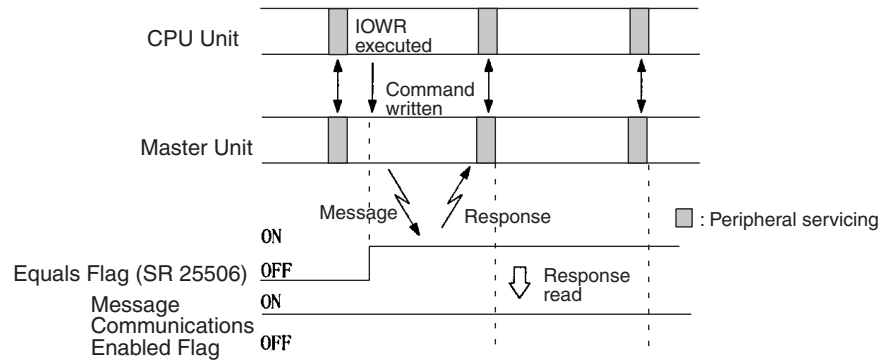 CPU Unit
IOWR
executed
Command
written
Master Unit
Message
Response
: Peripheral servicing
ON
Equals Flag (SR 25506)
OFF
Response
read
Message
Communications
Enabled Flag
ON
OFF